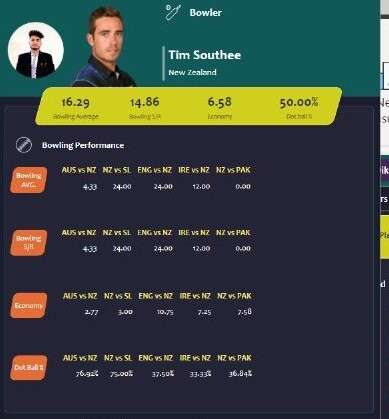 Bowler
Tim Southee
New Zealand
16.29 14.86 6.58 50.00%
Bowling Average Bowling S/R Economy Dot ball %
Bowling Performance
Bowling AVG.
AUS vs NZ NZ vs SL ENG vs NZ IRE vs NZ NZ vs PAK
4.33 24.00 24.00 12.00 0.00
Bowling S/R
AUS vs NZ NZ vs SL ENG vs NZ IRE vs NZ NZ vs PAK
4.33 24.00 24.00 12.00 0.00
Economy
AUS vs NZ NZ vs SL ENG vs NZ IRE vs NZ NZ vs PAK
2.77 3.00 10.75 7.25 7.58
Dot Ball %
AUS vs NZ NZ vs SL ENG vs NZ IRE vs NZ NZ vs PAK
76.92% 75.00% 37.50% 33.33% 36.84%